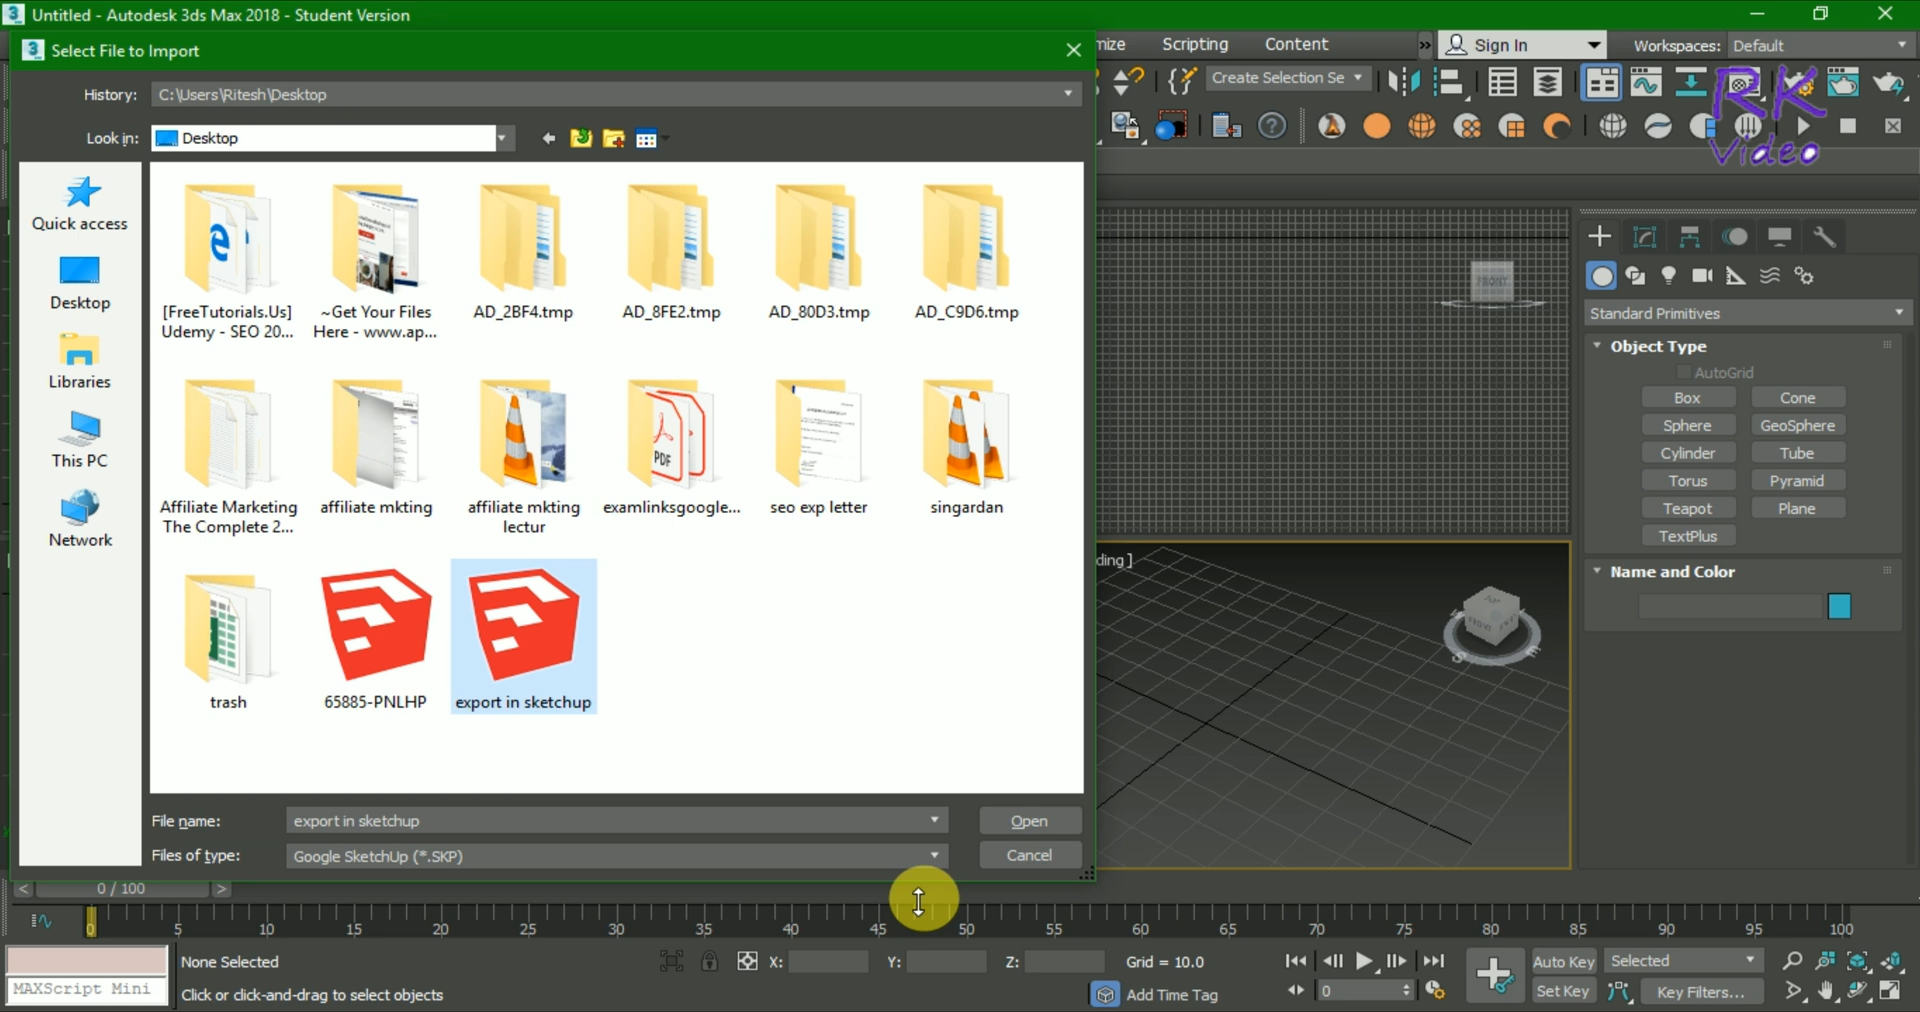 Untitled - Autodesk 3ds Max 2018 - Student Version
Select File to Import
mize Scripting Content
Sign In
Workspaces: Default
History: C:\Users\Ritesh\Desktop
Create Selection Se
Look in: Desktop
RK
Video
Quick access
Desktop
Libraries
This PC
Network
[FreeTutorials.Us]
Udemy - SEO 20...
~Get Your Files
Here - www.ap...
AD_2BF4.tmp
AD_8FE2.tmp
AD_80D3.tmp
AD_C9D6.tmp
Affiliate Marketing
The Complete 2...
affiliate mkting
affiliate mkting
lectur
PDF
examlinksgoogle...
seo exp letter
singardan
trash
65885-PNLHP
export in sketchup
File name: export in sketchup
Open
Files of type: Google SketchUp (*.SKP)
Cancel
FRONT
ding ]
FRONT
S
E
Standard Primitives
Object Type
AutoGrid
Box Cone
Sphere GeoSphere
Cylinder Tube
Torus Pyramid
Teapot Plane
TextPlus
Name and Color
< 0 / 100 >
0 5 10 15 20 25 30 35 40 45 50 55 60 65 70 75 80 85 90 95 100
None Selected
X: Y: Z: Grid = 10.0
Auto Key Selected
MAXScript Mini
Click or click-and-drag to select objects
Add Time Tag
0
Set Key Key Filters...